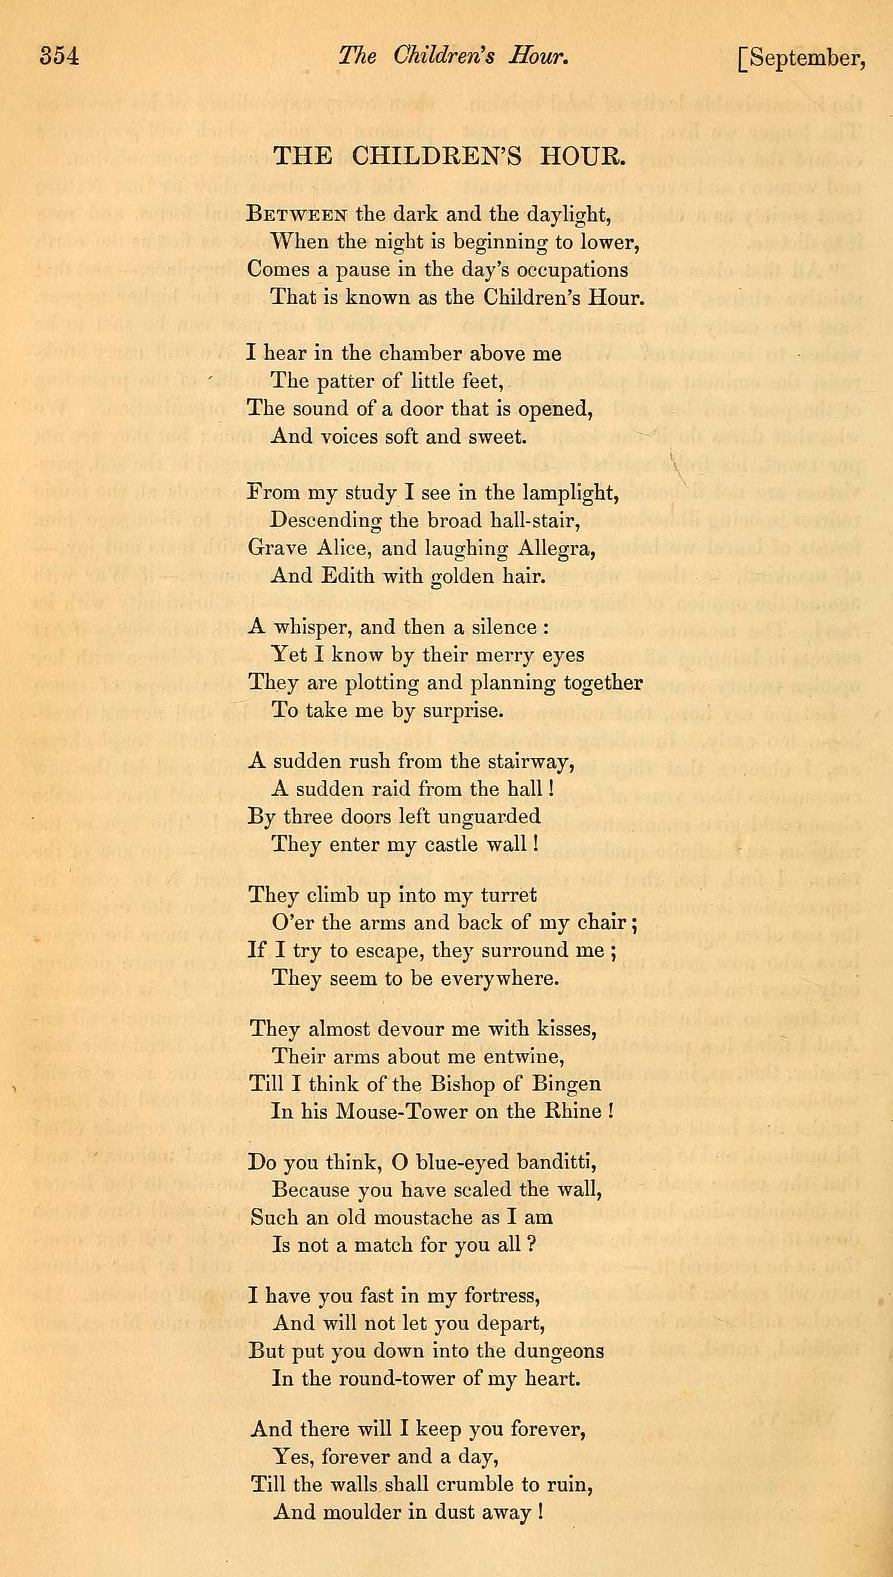 354
The Children's Hour.
[September,
THE CHILDREN'S HOUR.
BETWEEN the dark and the daylight,
When the night is beginning to lower,
Comes a pause in the day's occupations
That is known as the Children's Hour.
I hear in the chamber above me
The patter of little feet,
The sound of a door that is opened,
And voices soft and sweet.
From my study I see in the lamplight,
Descending the broad hall-stair,
Grave Alice, and laughing Allegra,
And Edith with golden hair.
A whisper, and then a silence :
Yet I know by their merry eyes
They are plotting and planning together
To take me by surprise.
A sudden rush from the stairway,
A sudden raid from the hall !
By three doors left unguarded
They enter my castle wall !
They climb up into my turret
O'er the arms and back of my chair ;
If I try to escape, they surround me ;
They seem to be everywhere.
They almost devour me with kisses,
Their arms about me entwine,
Till I think of the Bishop of Bingen
In his Mouse-Tower on the Rhine !
Do you think, O blue-eyed banditti,
Because you have scaled the wall,
Such an old moustache as I am
Is not a match for you all ?
I have you fast in my fortress,
And will not let you depart,
But put you down into the dungeons
In the round-tower of my heart.
And there will I keep you forever,
Yes, forever and a day,
Till the walls shall crumble to ruin,
And moulder in dust away !